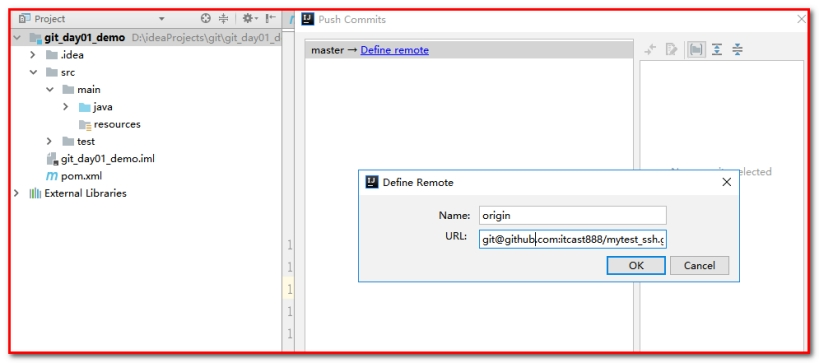 Project
git_day01_demo D:\ideaProjects\git\git_day01_d
.idea
src
main
java
resources
test
git_day01_demo.iml
pom.xml
External Libraries
1
1
1
1
1
Push Commits
master → Define remote
selected
Define Remote
Name: origin
URL: git@github.com:itcast888/mytest_ssh.g
OK Cancel